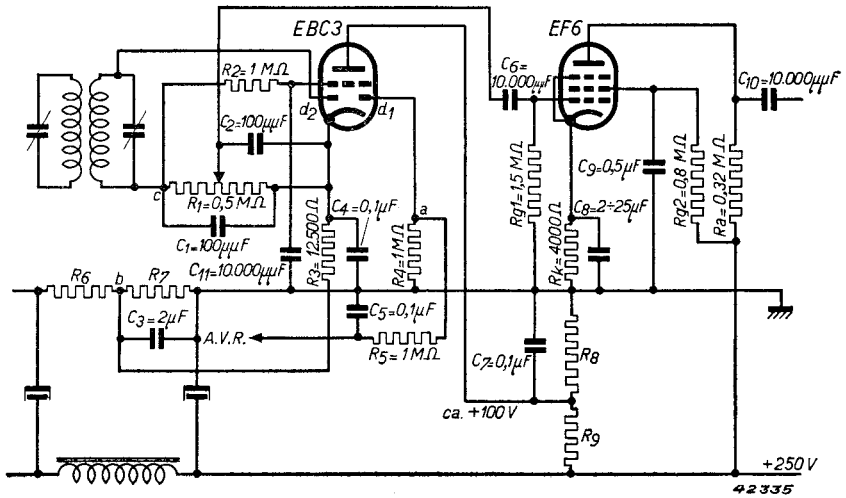 EBC3
EF6
R2=1 MΩ
C6=
10.000μμF
C10=10.000μμF
d2
d1
C2=100μμF
C9=0,5μF
Rg1=1,5 MΩ
Rg2=0,8 MΩ
Ra=0,32 MΩ
c
R1=0,5 MΩ
C4=0,1μF
a
C8=2÷25μF
C1=100μμF
R3=12.500Ω
R4=1MΩ
Rk=4000Ω
C11=10.000μμF
R6
b
R7
C3=2μF
A.V.R.
C5=0,1μF
R5=1MΩ
C7=0,1μF
R8
ca. +100V
R9
+250V
42335